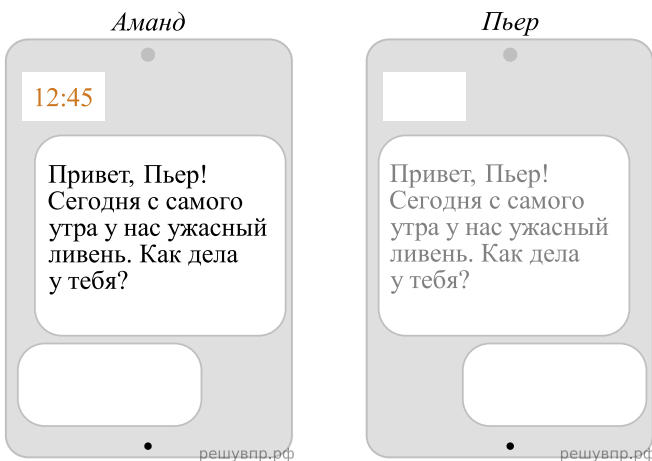 Аманд
12:45
Привет, Пьер!
Сегодня с самого
утра у нас ужасный
ливень. Как дела
у тебя?
решувпр.рф
Пьер
Привет, Пьер!
Сегодня с самого
утра у нас ужасный
ливень. Как дела
у тебя?
решувпр.рф